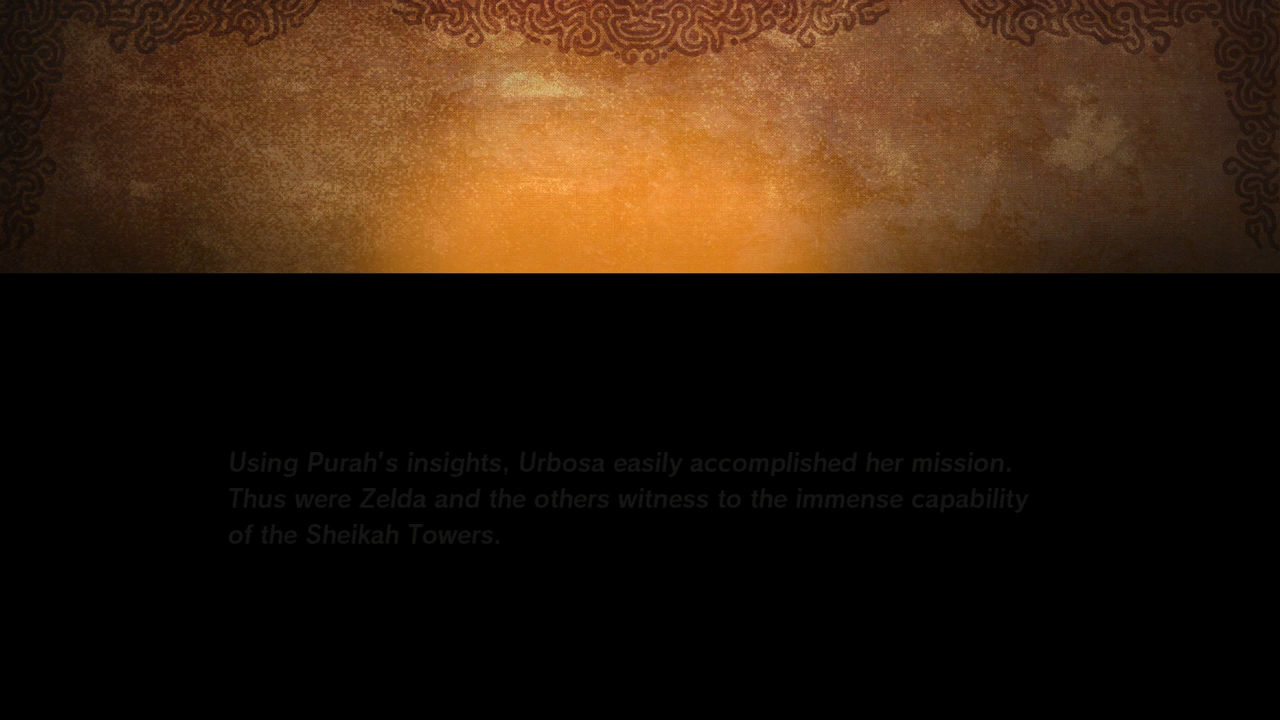 Using Purah's insights, Urbosa easily accomplished her mission.
Thus were Zelda and the others witness to the immense capability
of the Sheikah Towers.